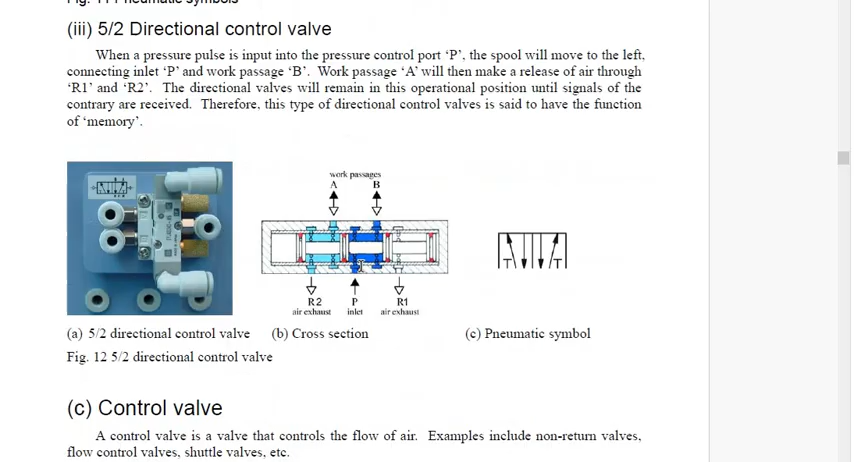 (iii) 5/2 Directional control valve
When a pressure pulse is input into the pressure control port ‘P’, the spool will move to the left,
connecting inlet ‘P’ and work passage ‘B’. Work passage ‘A’ will then make a release of air through
‘R1’ and ‘R2’. The directional valves will remain in this operational position until signals of the
contrary are received. Therefore, this type of directional control valves is said to have the function
of ‘memory’.
work passages
A B
R2 P R1
air exhaust inlet air exhaust
(a) 5/2 directional control valve (b) Cross section (c) Pneumatic symbol
Fig. 12 5/2 directional control valve
(c) Control valve
A control valve is a valve that controls the flow of air. Examples include non-return valves,
flow control valves, shuttle valves, etc.